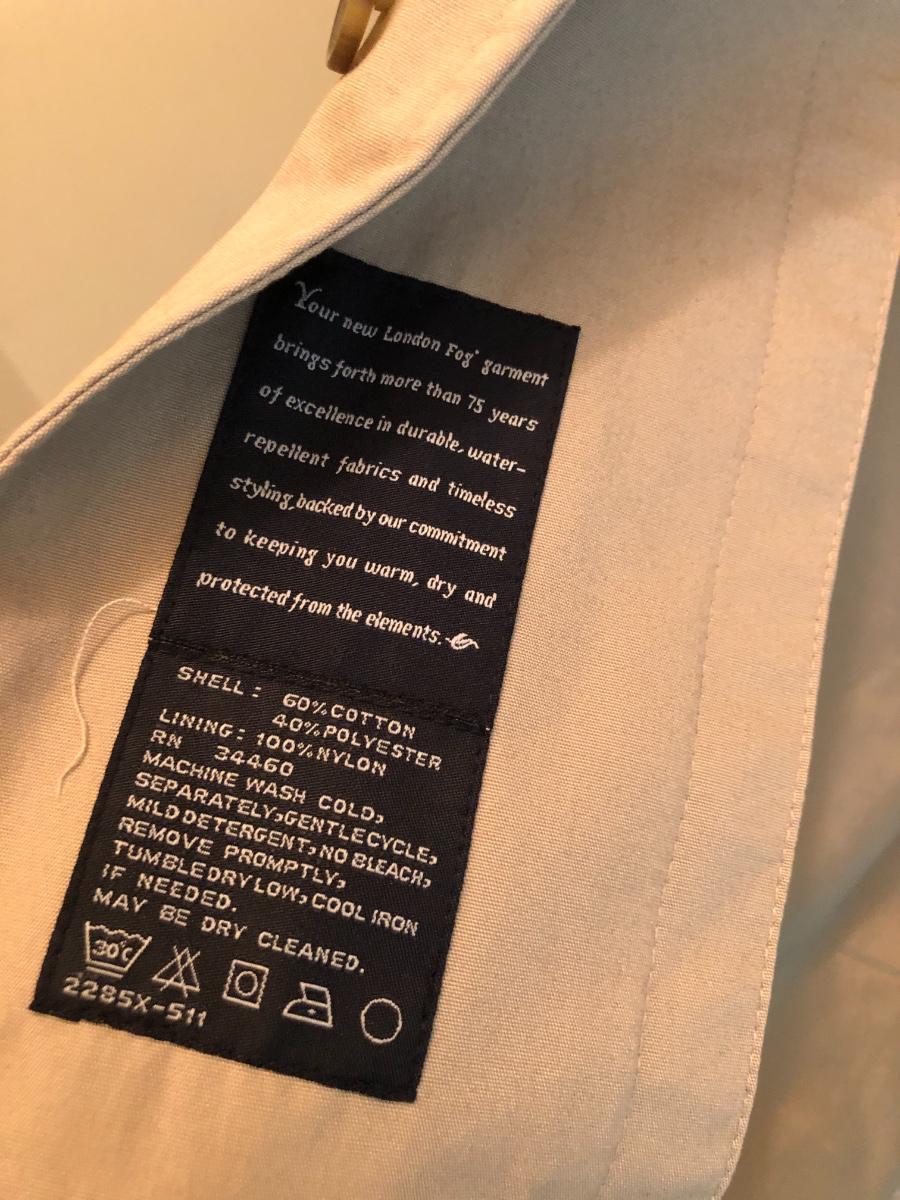 Your new London Fog® garment
brings forth more than 75 years
of excellence in durable, water-
repellent fabrics and timeless
styling, backed by our commitment
to keeping you warm, dry and
protected from the elements.
SHELL: 60% COTTON
40% POLYESTER
LINING: 100% NYLON
RN 34460
MACHINE WASH COLD,
SEPARATELY, GENTLE CYCLE,
MILD DETERGENT, NO BLEACH,
REMOVE PROMPTLY,
TUMBLE DRY LOW, COOL IRON
IF NEEDED.
MAY BE DRY CLEANED.
30°C
2285X-511